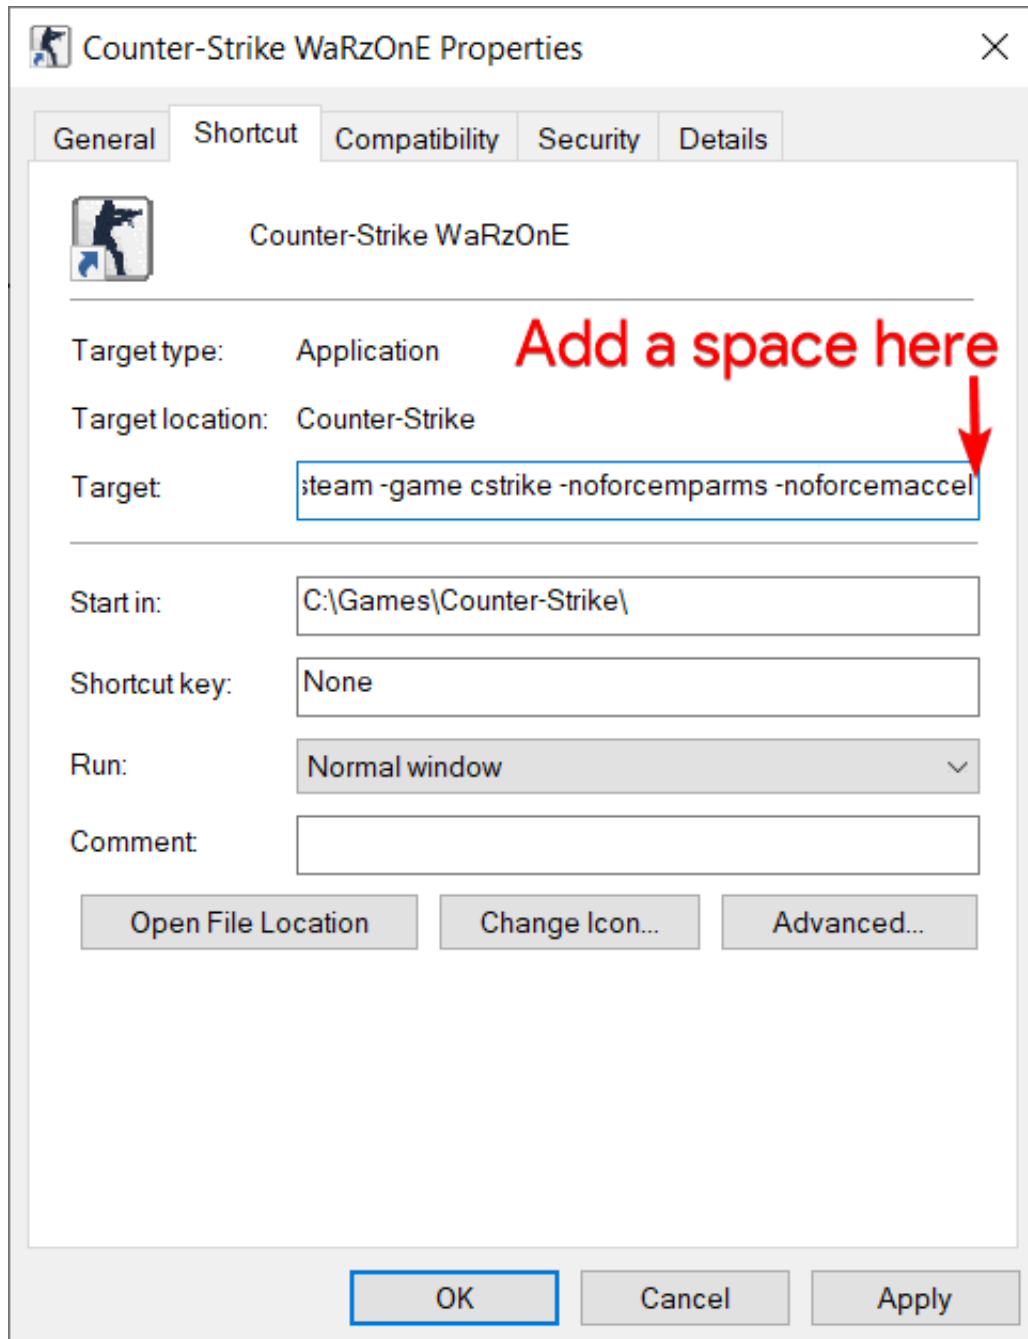 Counter-Strike WaRzOnE Properties
General Shortcut Compatibility Security Details
Counter-Strike WaRzOnE
Target type: Application
Add a space here
Target location: Counter-Strike
Target: steam -game cstrike -noforcemparms -noforcemaccel
Start in: C:\Games\Counter-Strike\
Shortcut key: None
Run: Normal window
Comment:
Open File Location Change Icon... Advanced...
OK Cancel Apply